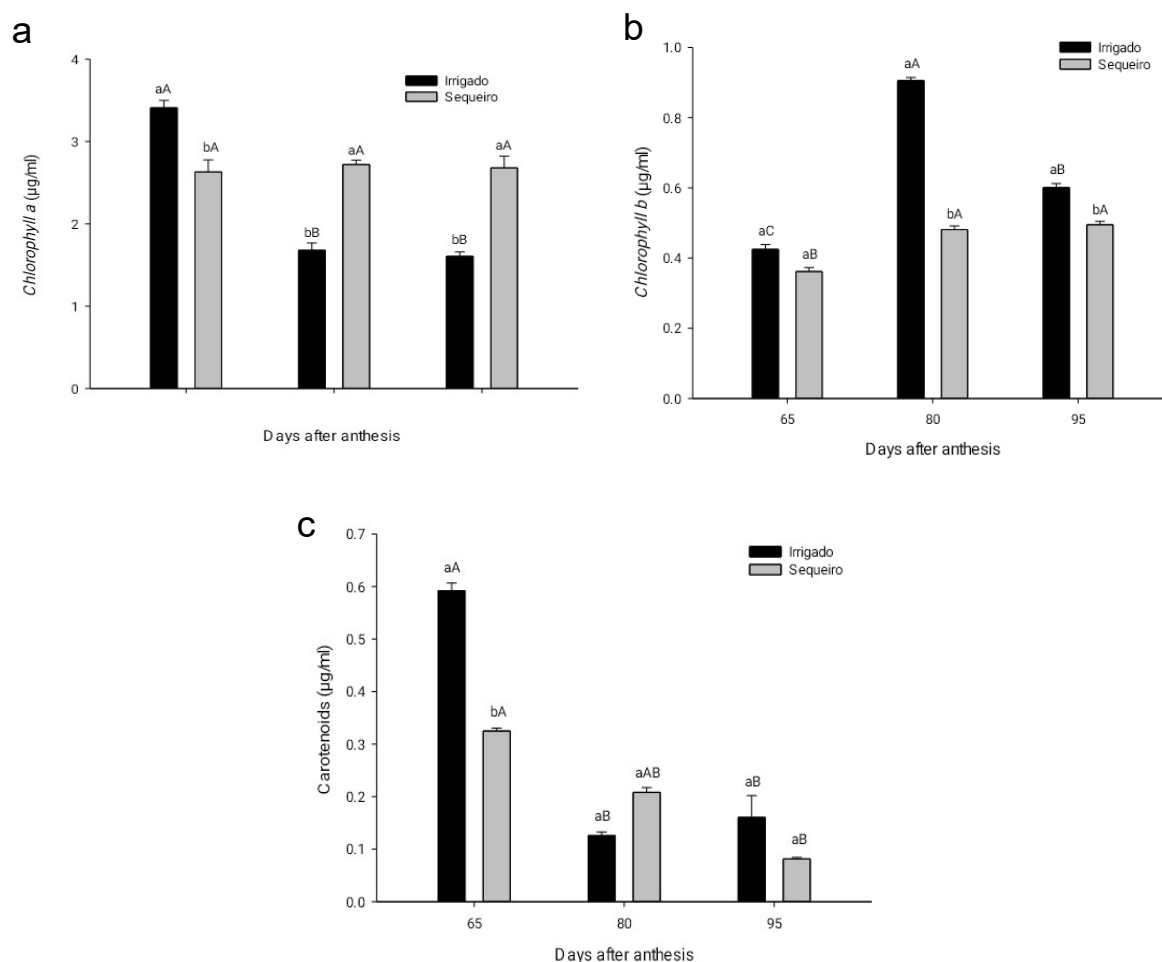 a
4
3
2
1
0
Chlorophyll a (µg/ml)
Irrigado
Sequeiro
aA
bA
bB
aA
bB
aA
Days after anthesis
b
1.0
0.8
0.6
0.4
0.2
0.0
Chlorophyll b (µg/ml)
Irrigado
Sequeiro
aC
aB
aA
bA
aB
bA
65
80
95
Days after anthesis
c
0.7
0.6
0.5
0.4
0.3
0.2
0.1
0.0
Carotenoids (µg/ml)
Irrigado
Sequeiro
aA
bA
aB
aAB
aB
aB
65
80
95
Days after anthesis